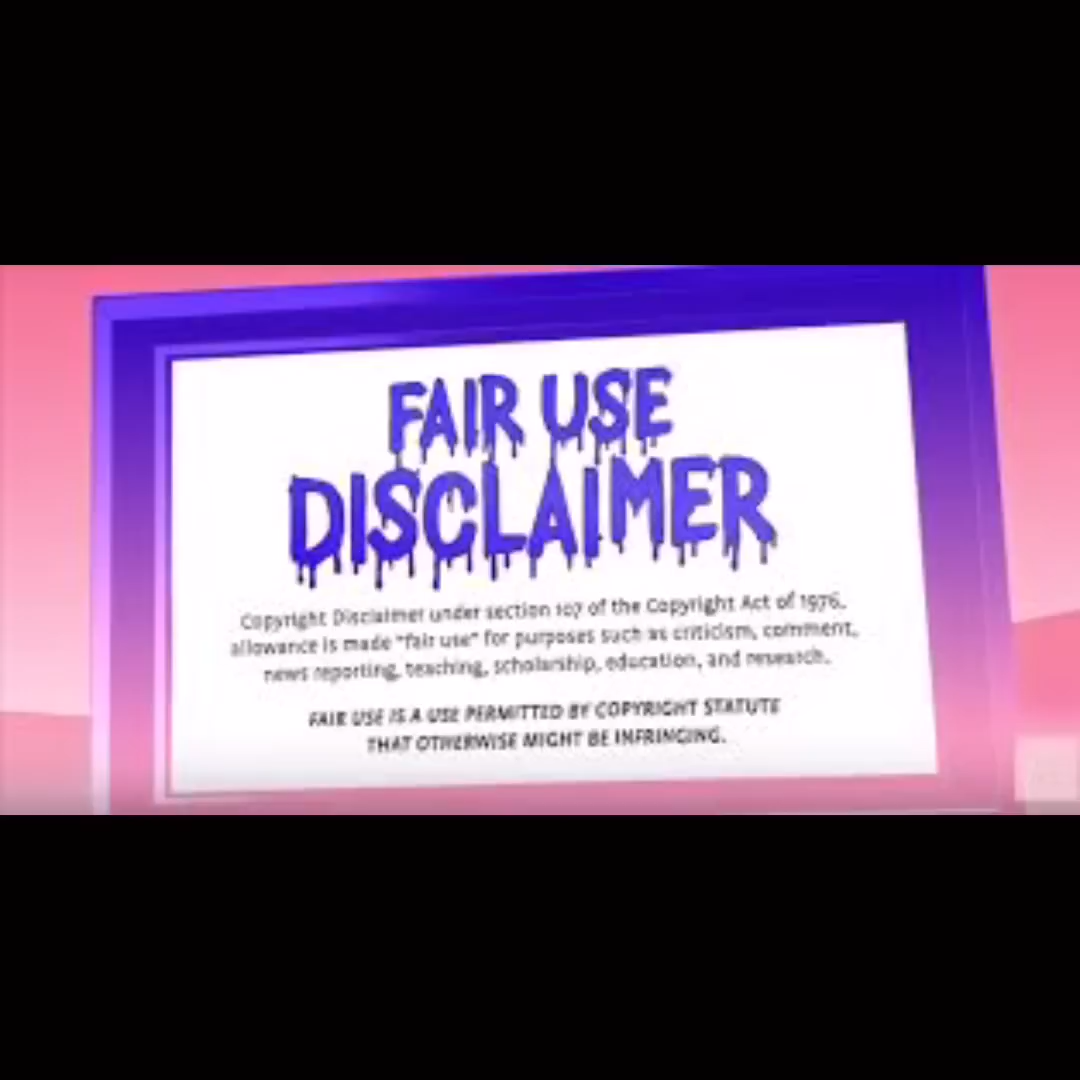 FAIR USE
DISCLAIMER
Copyright Disclaimer under section 107 of the Copyright Act of 1976,
allowance is made "fair use" for purposes such as criticism, comment,
news reporting, teaching, scholarship, education, and research.
FAIR USE IS A USE PERMITTED BY COPYRIGHT STATUTE
THAT OTHERWISE MIGHT BE INFRINGING.